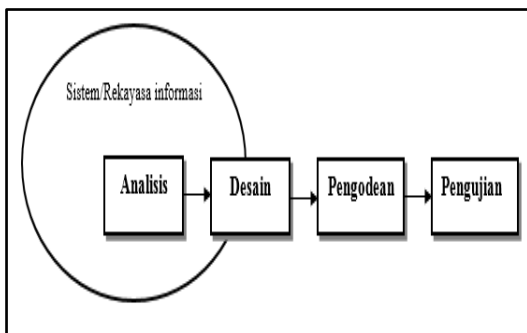 Sistem/Rekayasa informasi
Analisis
Desain
Pengodean
Pengujian